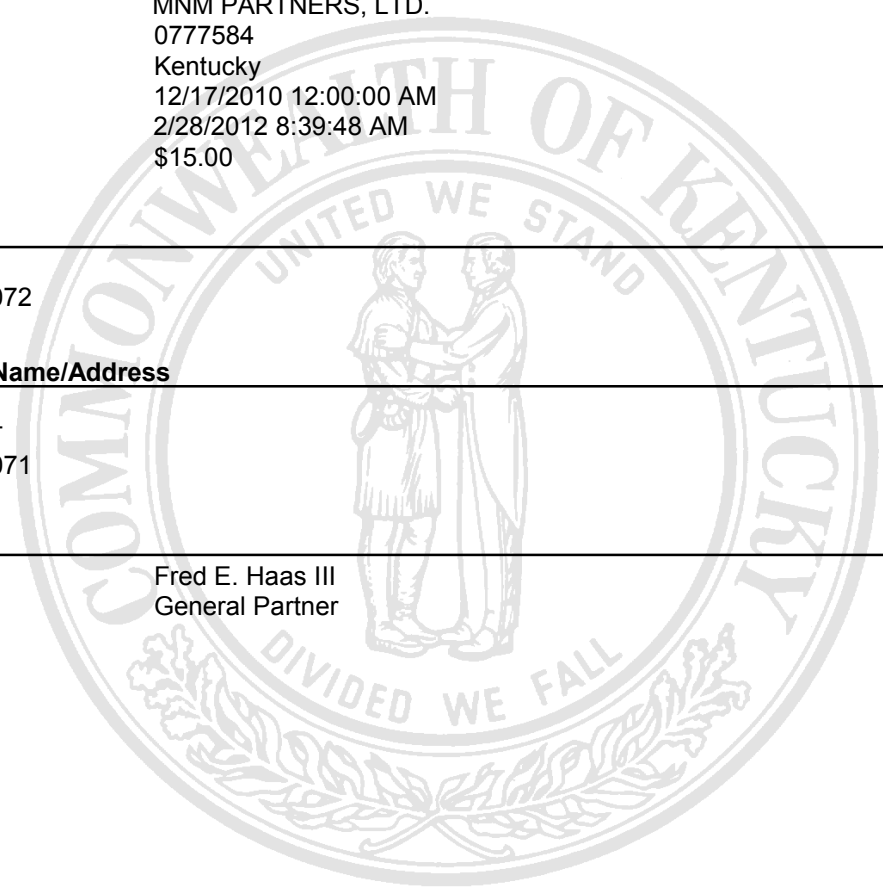 MNM PARTNERS, LTD.
0777584
Kentucky
12/17/2010 12:00:00 AM
2/28/2012 8:39:48 AM
$15.00
COMMONWEALTH OF KENTUCKY
UNITED WE STAND
072
Name/Address
071
Fred E. Haas III
General Partner
DIVIDED WE FALL